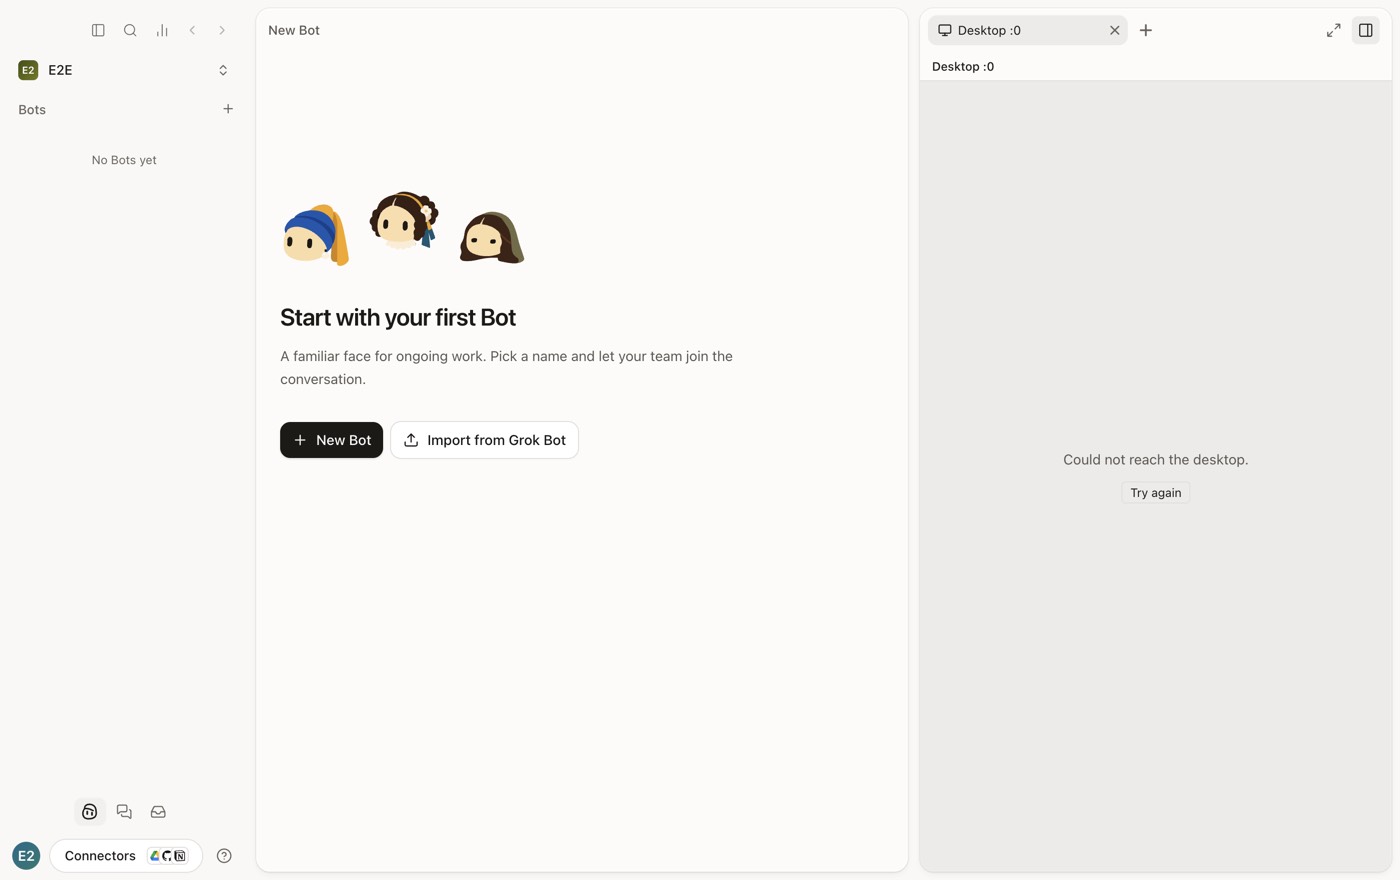 New Bot
Desktop :0
E2 E2E
Desktop :0
Bots
No Bots yet
Start with your first Bot
A familiar face for ongoing work. Pick a name and let your team join the
conversation.
New Bot
Import from Grok Bot
Could not reach the desktop.
Try again
E2
Connectors